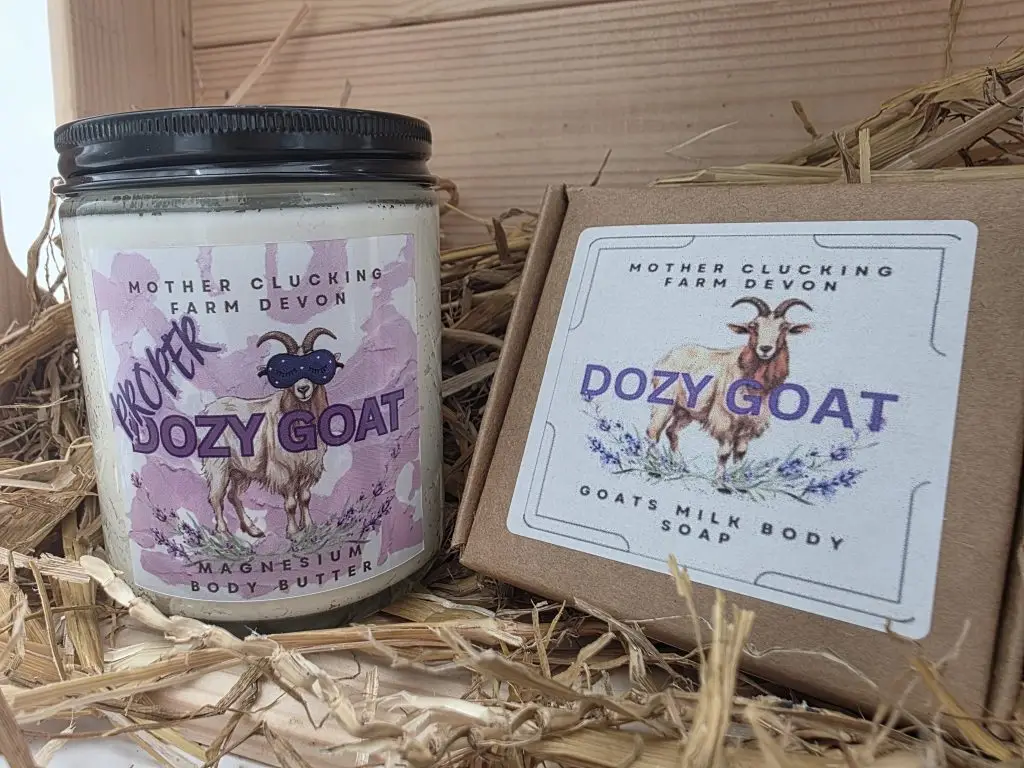 MOTHER CLUCKING
FARM DEVON
PROPER
DOZY GOAT
MAGNESIUM
BODY BUTTER
MOTHER CLUCKING
FARM DEVON
DOZY GOAT
GOATS MILK BODY
SOAP